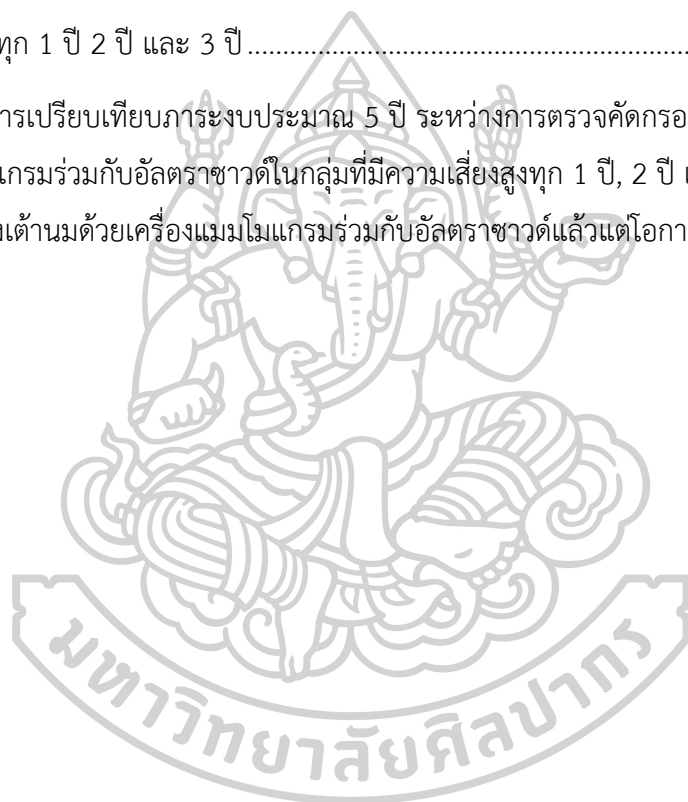 ทุก 1 ปี 2 ปี และ 3 ปี ............................................................
ารเปรียบเทียบภาระงบประมาณ 5 ปี ระหว่างการตรวจคัดกรอ
แกรมร่วมกับอัลตราซาวด์ในกลุ่มที่มีความเสี่ยงสูงทุก 1 ปี, 2 ปี แ
งเต้านมด้วยเครื่องแมมโมแกรมร่วมกับอัลตราซาวด์แล้วแต่โอกา
มหาวิทยาลัยศิลปากร